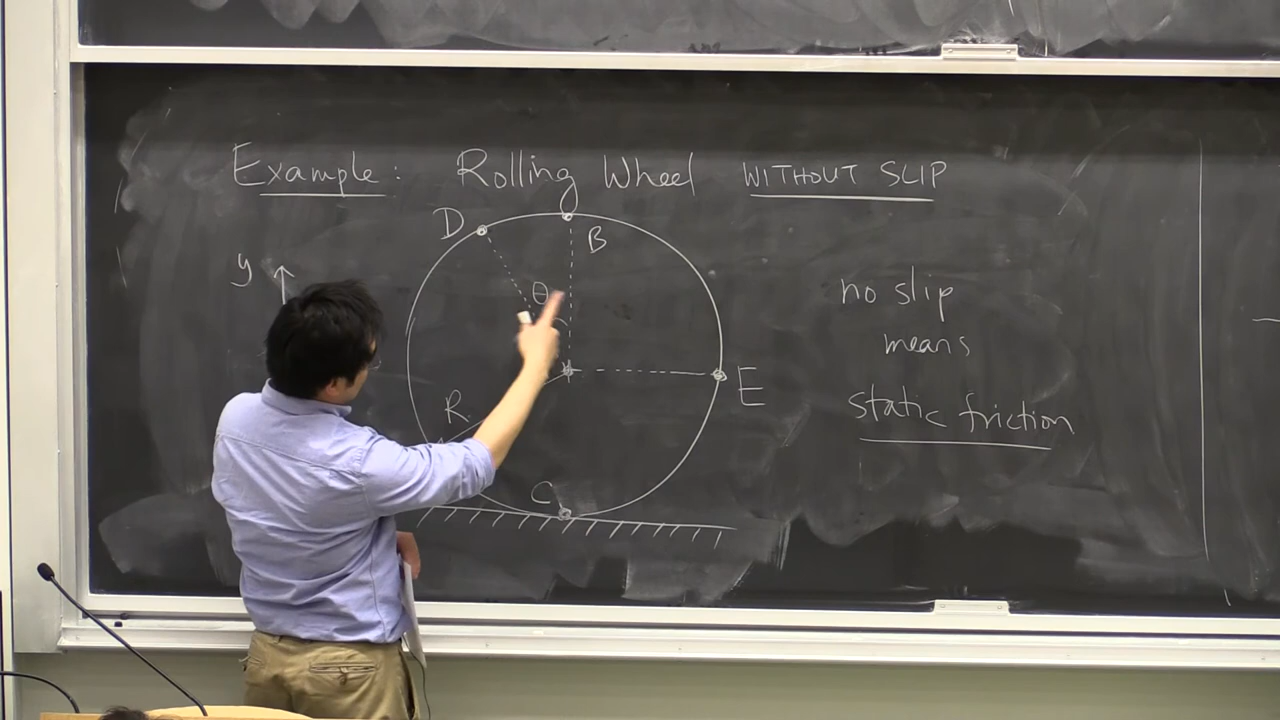 Example: Rolling Wheel WITHOUT SLIP
D
B
y
θ
no slip
means
E
R
static friction
C